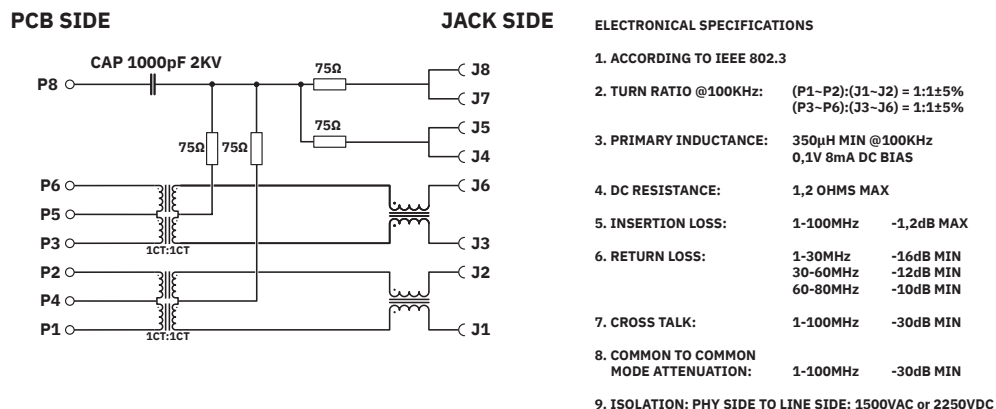 PCB SIDE
JACK SIDE
CAP 1000pF 2KV
P8
75Ω
J8
J7
75Ω
J5
J4
75Ω
75Ω
P6
P5
P3
1CT:1CT
J6
J3
P2
P4
P1
1CT:1CT
J2
J1
ELECTRONICAL SPECIFICATIONS
1. ACCORDING TO IEEE 802.3
2. TURN RATIO @100KHz: (P1~P2):(J1~J2) = 1:1±5%
(P3~P6):(J3~J6) = 1:1±5%
3. PRIMARY INDUCTANCE: 350µH MIN @100KHz
0,1V 8mA DC BIAS
4. DC RESISTANCE: 1,2 OHMS MAX
5. INSERTION LOSS: 1-100MHz -1,2dB MAX
6. RETURN LOSS: 1-30MHz -16dB MIN
30-60MHz -12dB MIN
60-80MHz -10dB MIN
7. CROSS TALK: 1-100MHz -30dB MIN
8. COMMON TO COMMON
MODE ATTENUATION: 1-100MHz -30dB MIN
9. ISOLATION: PHY SIDE TO LINE SIDE: 1500VAC or 2250VDC